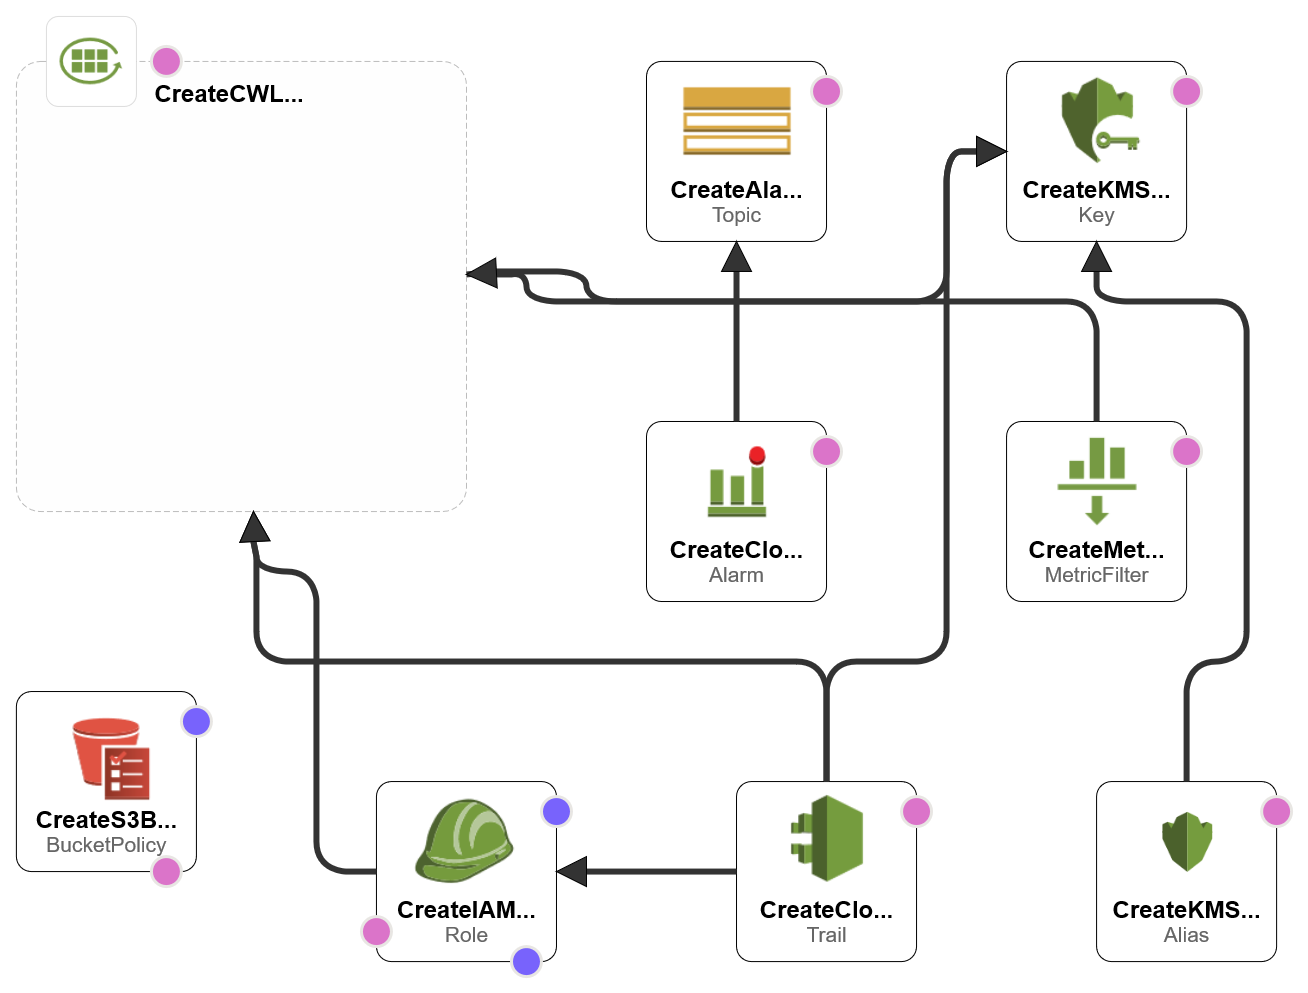 CreateCWL...
CreateAla...
Topic
CreateKMS...
Key
CreateClo...
Alarm
CreateMet...
MetricFilter
CreateS3B...
BucketPolicy
CreateIAM...
Role
CreateClo...
Trail
CreateKMS...
Alias